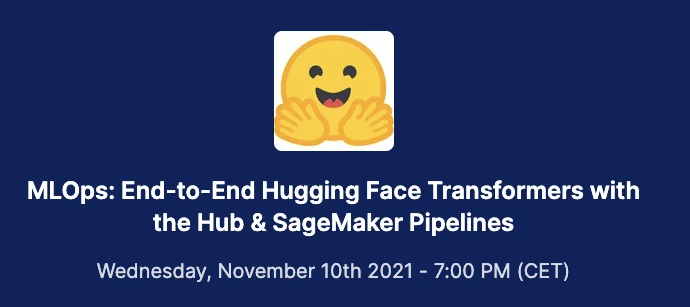 MLOps: End-to-End Hugging Face Transformers with
the Hub & SageMaker Pipelines
Wednesday, November 10th 2021 - 7:00 PM (CET)